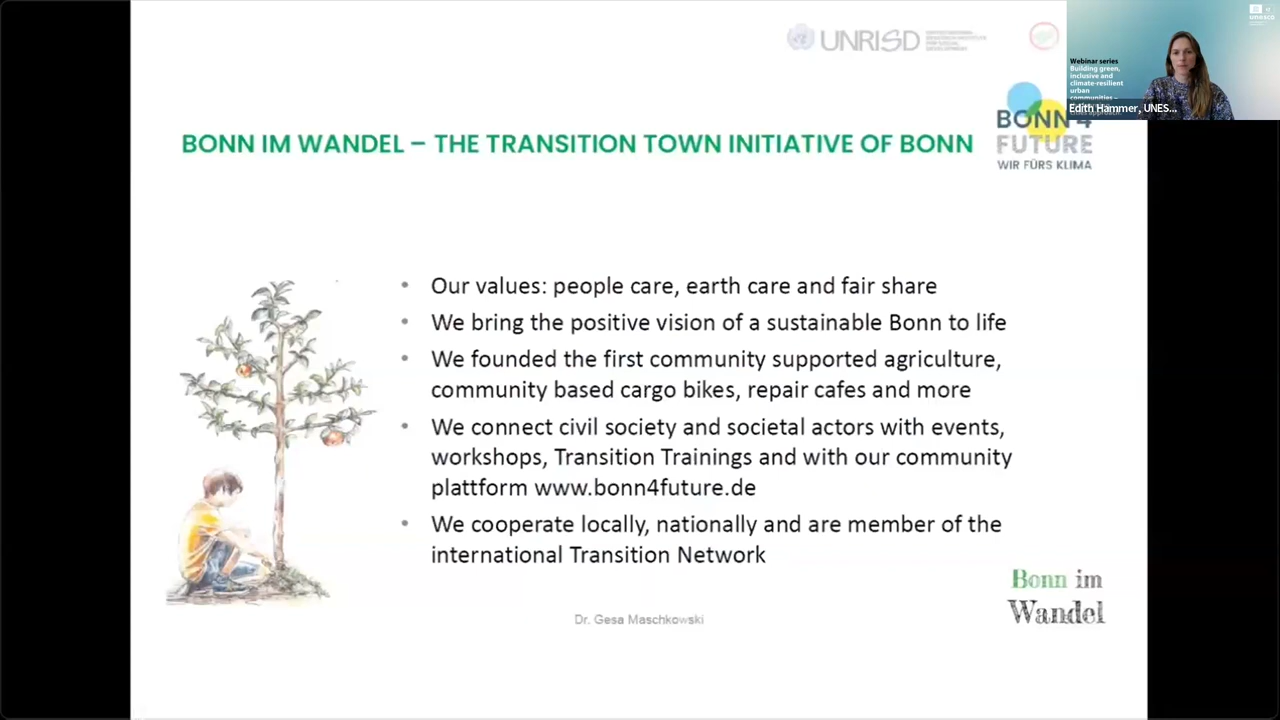 UNRISD
unesco
Webinar series
Building green,
inclusive and
climate-resilient
urban
Edith Hammer, UNES...
BONN 4
FUTURE
WIR FÜRS KLIMA
BONN IM WANDEL – THE TRANSITION TOWN INITIATIVE OF BONN
• Our values: people care, earth care and fair share
• We bring the positive vision of a sustainable Bonn to life
• We founded the first community supported agriculture,
community based cargo bikes, repair cafes and more
• We connect civil society and societal actors with events,
workshops, Transition Trainings and with our community
plattform www.bonn4future.de
• We cooperate locally, nationally and are member of the
international Transition Network
Bonn im
Wandel
Dr. Gesa Maschkowski